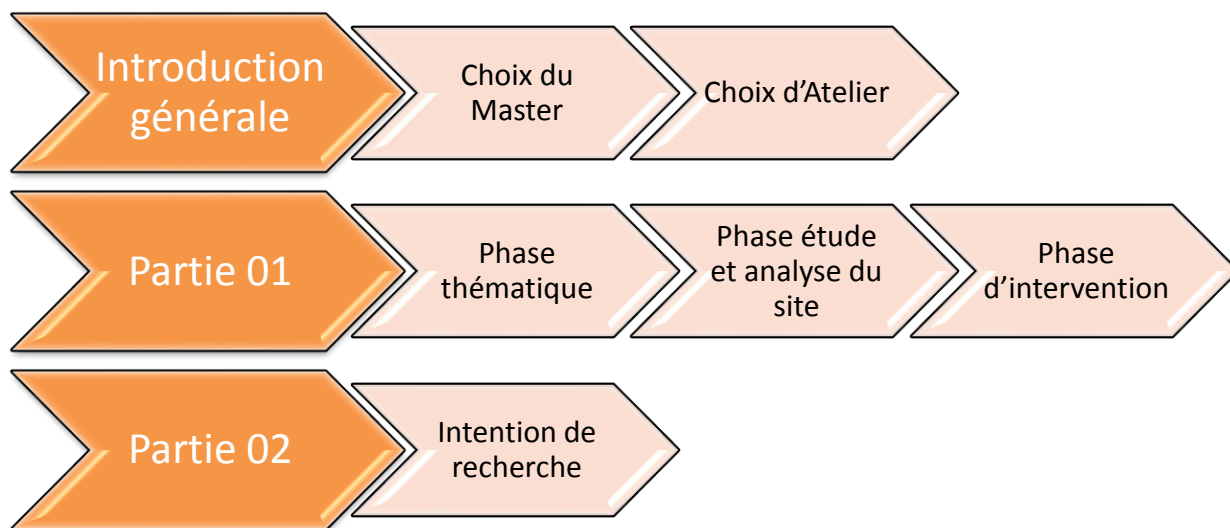 Introduction
générale
Choix du
Master
Choix d’Atelier
Partie 01
Phase
thématique
Phase étude
et analyse du
site
Phase
d’intervention
Partie 02
Intention de
recherche